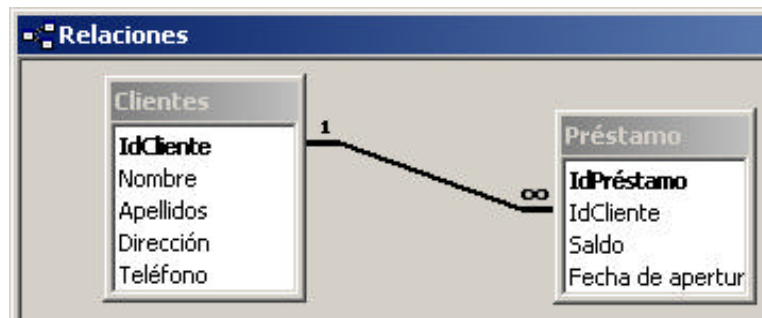 Relaciones
Clientes
IdCliente
Nombre
Apellidos
Dirección
Teléfono
1
∞
Préstamo
IdPréstamo
IdCliente
Saldo
Fecha de apertur